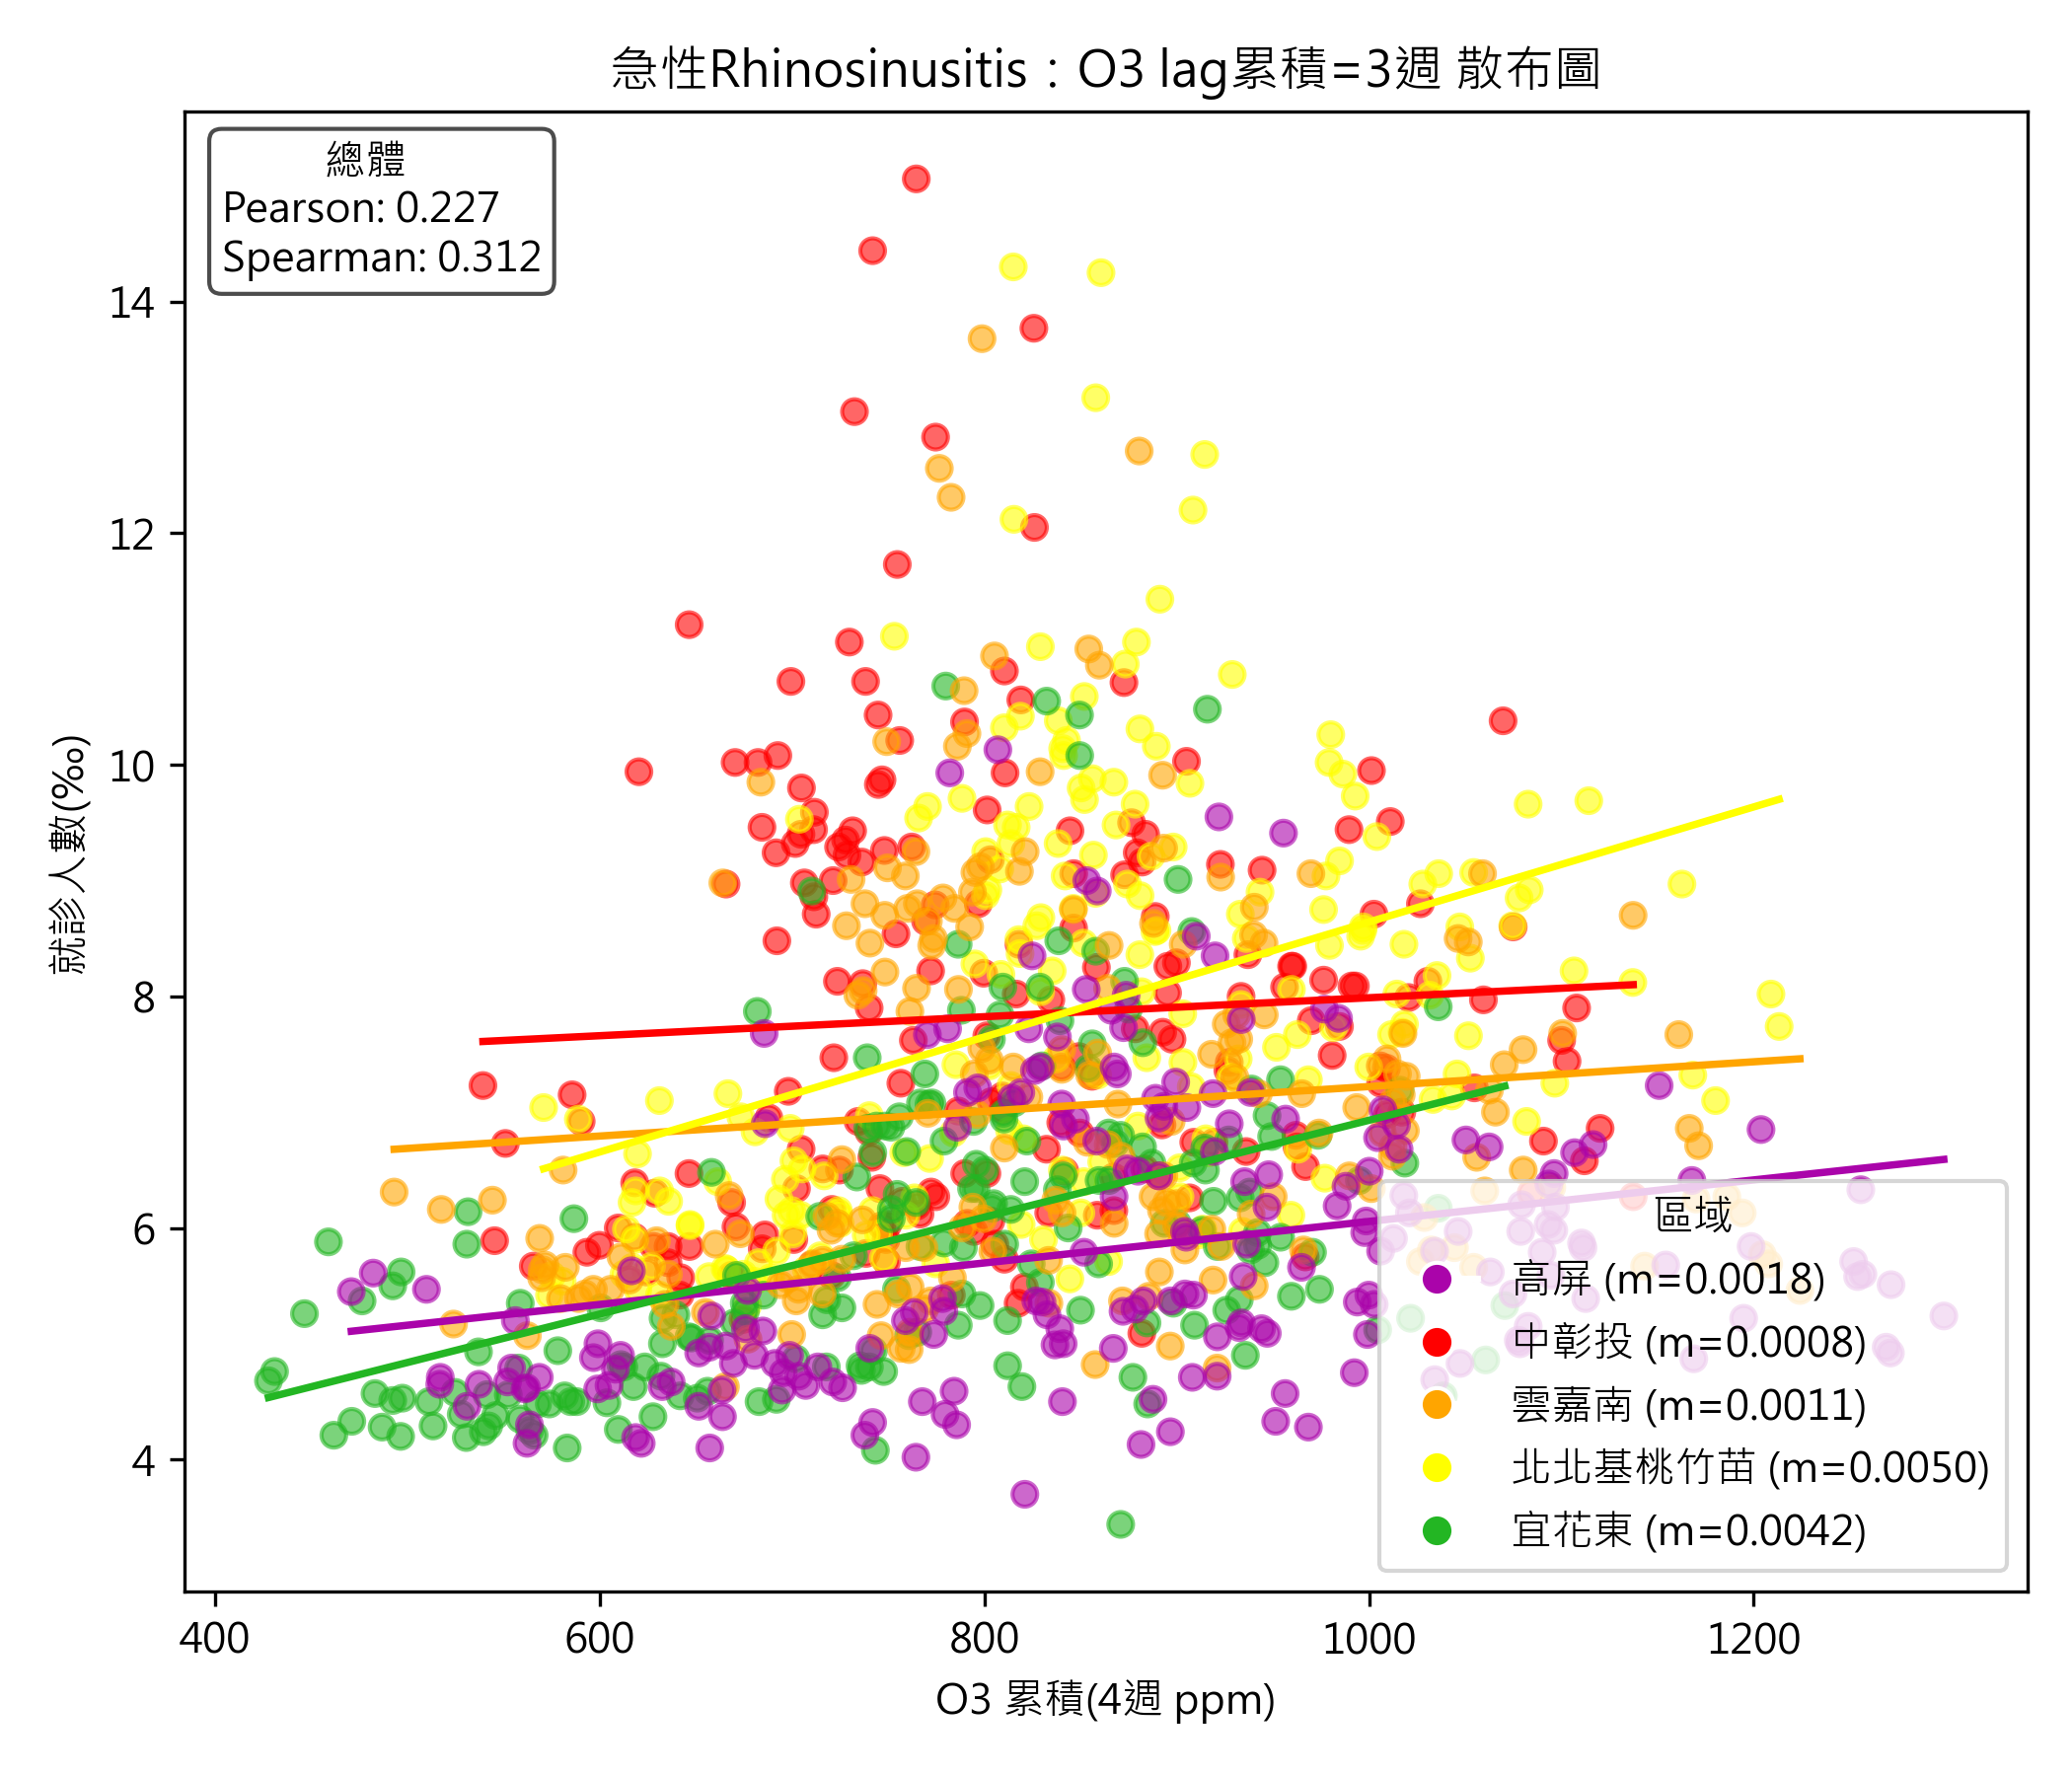 急性Rhinosinusitis：O3 lag累積=3週 散布圖
總體
Pearson: 0.227
Spearman: 0.312
就診人數(‰)
14
12
10
8
6
4
區域
高屏 (m=0.0018)
中彰投 (m=0.0008)
雲嘉南 (m=0.0011)
北北基桃竹苗 (m=0.0050)
宜花東 (m=0.0042)
400 600 800 1000 1200
O3 累積(4週 ppm)